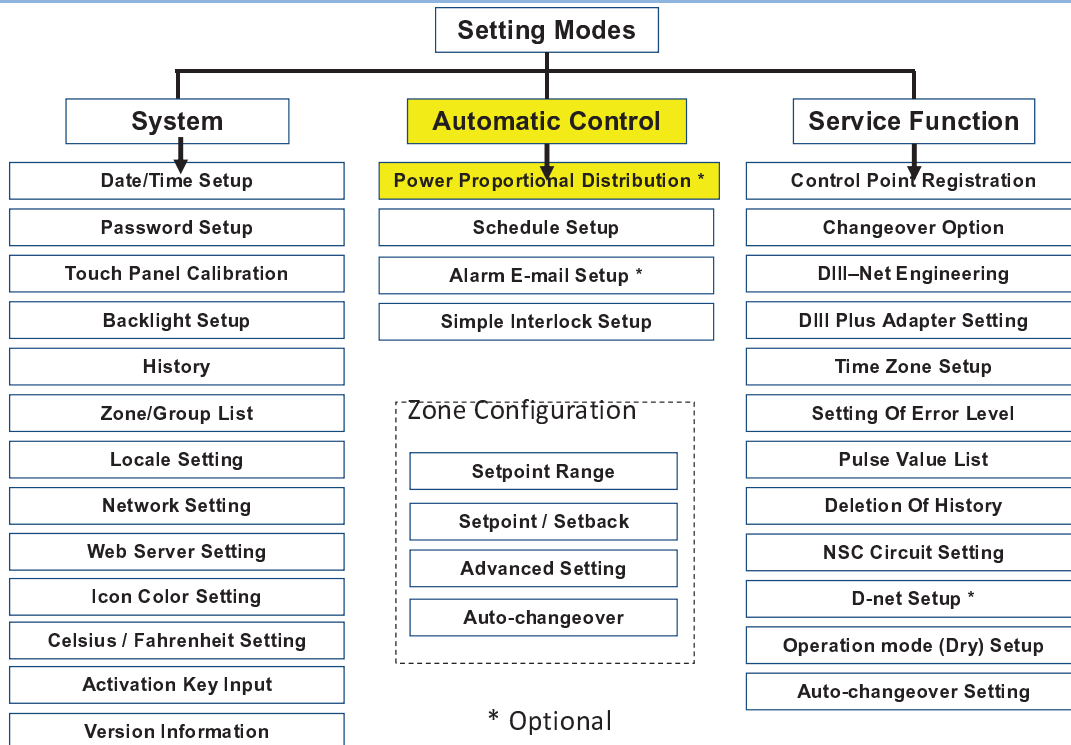 Setting Modes
System
Date/Time Setup
Password Setup
Touch Panel Calibration
Backlight Setup
History
Zone/Group List
Locale Setting
Network Setting
Web Server Setting
Icon Color Setting
Celsius / Fahrenheit Setting
Activation Key Input
Version Information
Automatic Control
Power Proportional Distribution *
Schedule Setup
Alarm E-mail Setup *
Simple Interlock Setup
Zone Configuration
Setpoint Range
Setpoint / Setback
Advanced Setting
Auto-changeover
* Optional
Service Function
Control Point Registration
Changeover Option
DIII–Net Engineering
DIII Plus Adapter Setting
Time Zone Setup
Setting Of Error Level
Pulse Value List
Deletion Of History
NSC Circuit Setting
D-net Setup *
Operation mode (Dry) Setup
Auto-changeover Setting